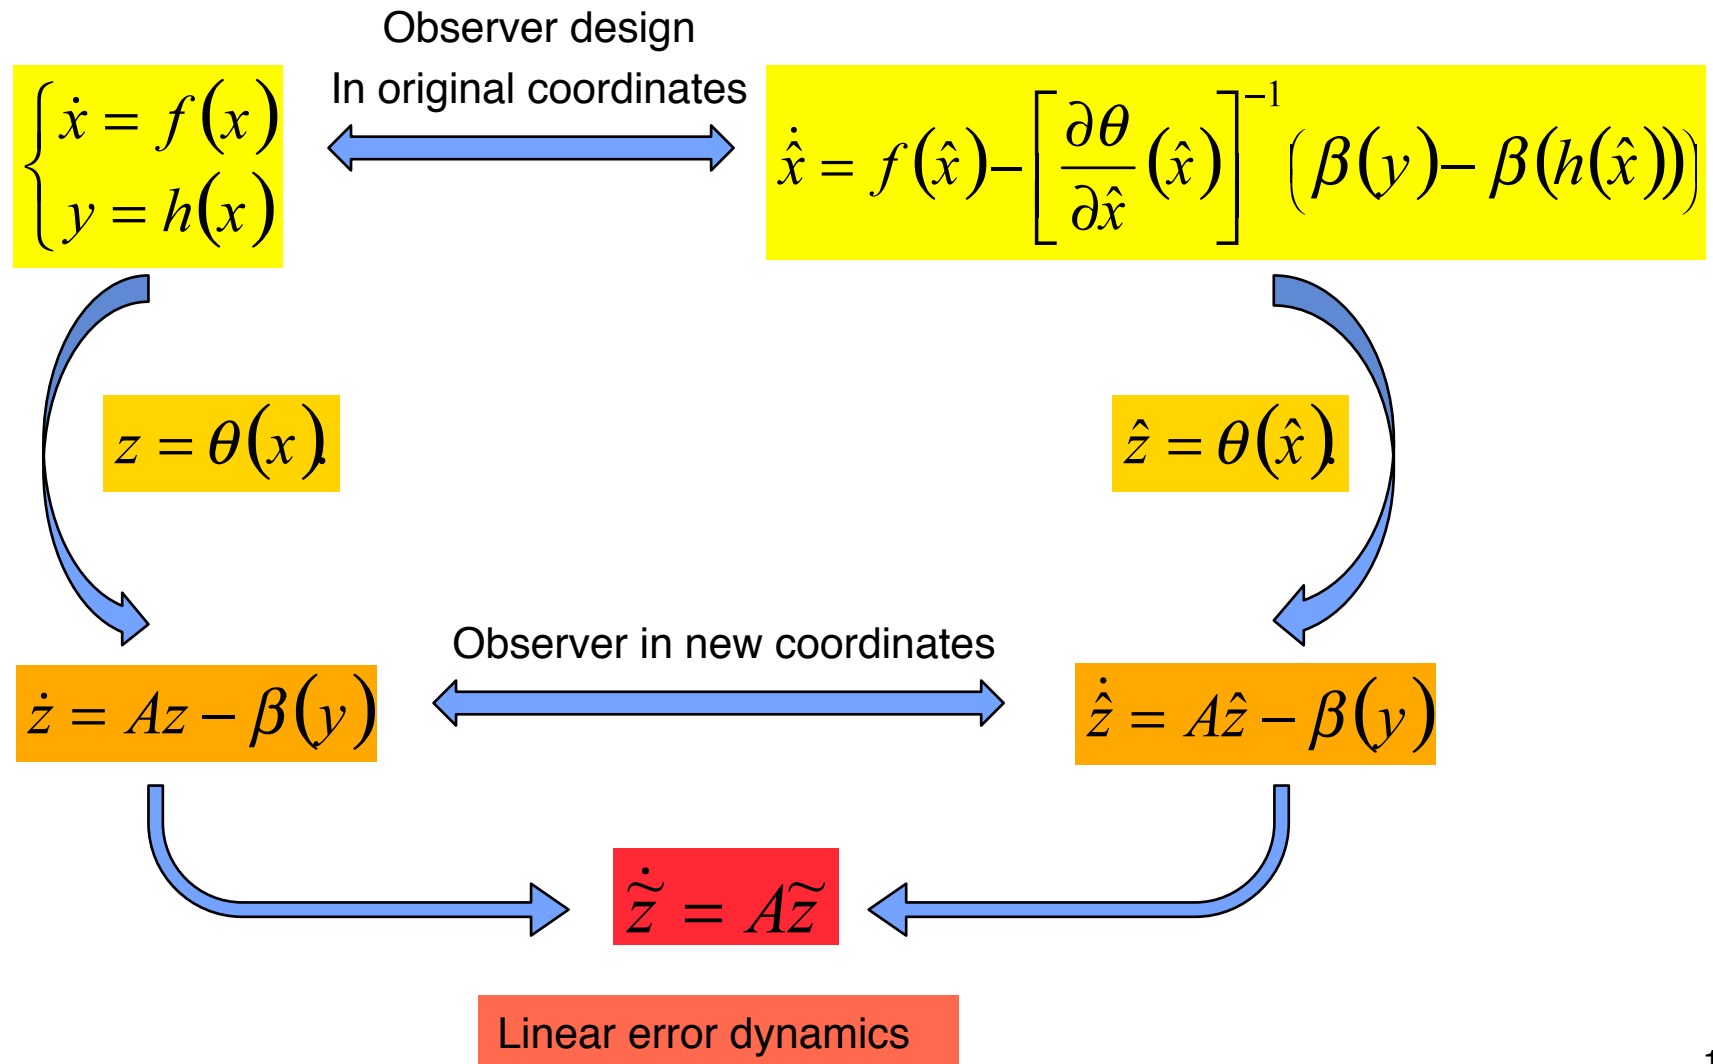 Observer design
In original coordinates
{ ẋ = f(x)
y = h(x)
x̂̇ = f(x̂) − [∂θ/∂x̂ (x̂)]⁻¹ (β(y) − β(h(x̂)))
z = θ(x).
ẑ = θ(x̂).
Observer in new coordinates
ż = Az − β(y)
ẑ̇ = Aẑ − β(y)
z̃̇ = Az̃
Linear error dynamics